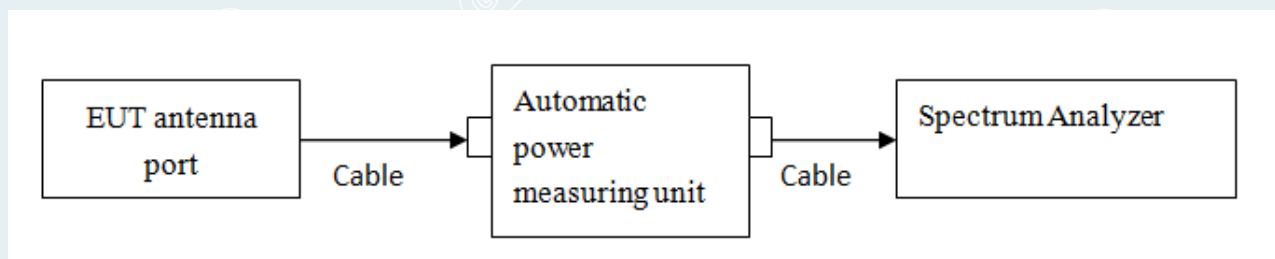 EUT antenna
port
Cable
Automatic
power
measuring unit
Cable
Spectrum Analyzer